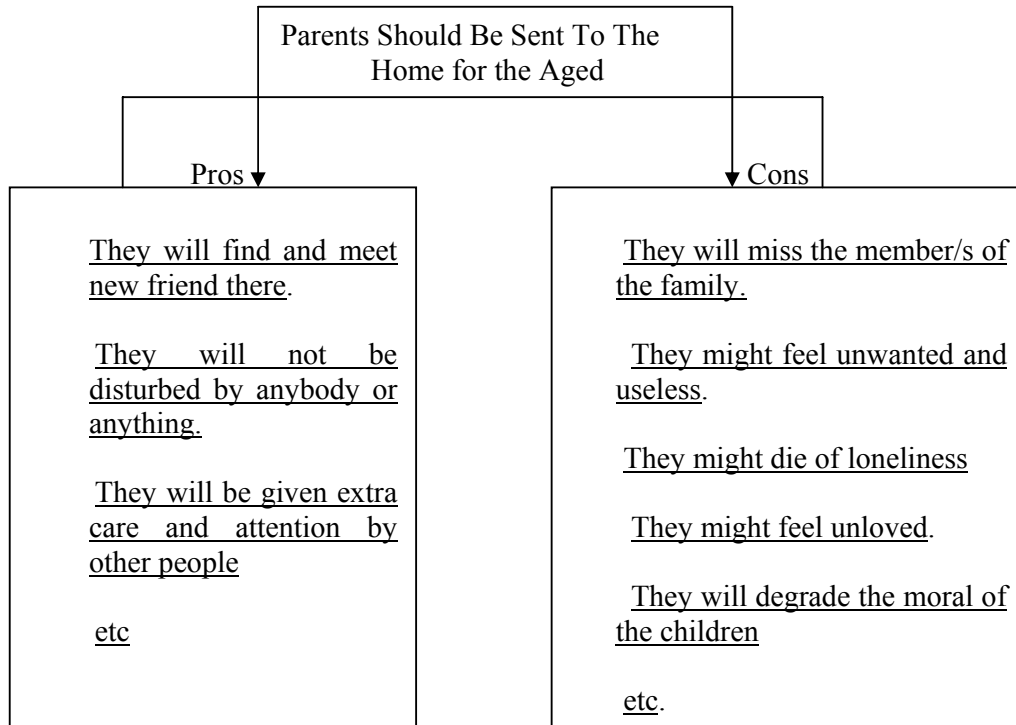 Parents Should Be Sent To The
Home for the Aged
Pros
They will find and meet
new friend there.
They will not be
disturbed by anybody or
anything.
They will be given extra
care and attention by
other people
etc
Cons
They will miss the member/s of
the family.
They might feel unwanted and
useless.
They might die of loneliness
They might feel unloved.
They will degrade the moral of
the children
etc.